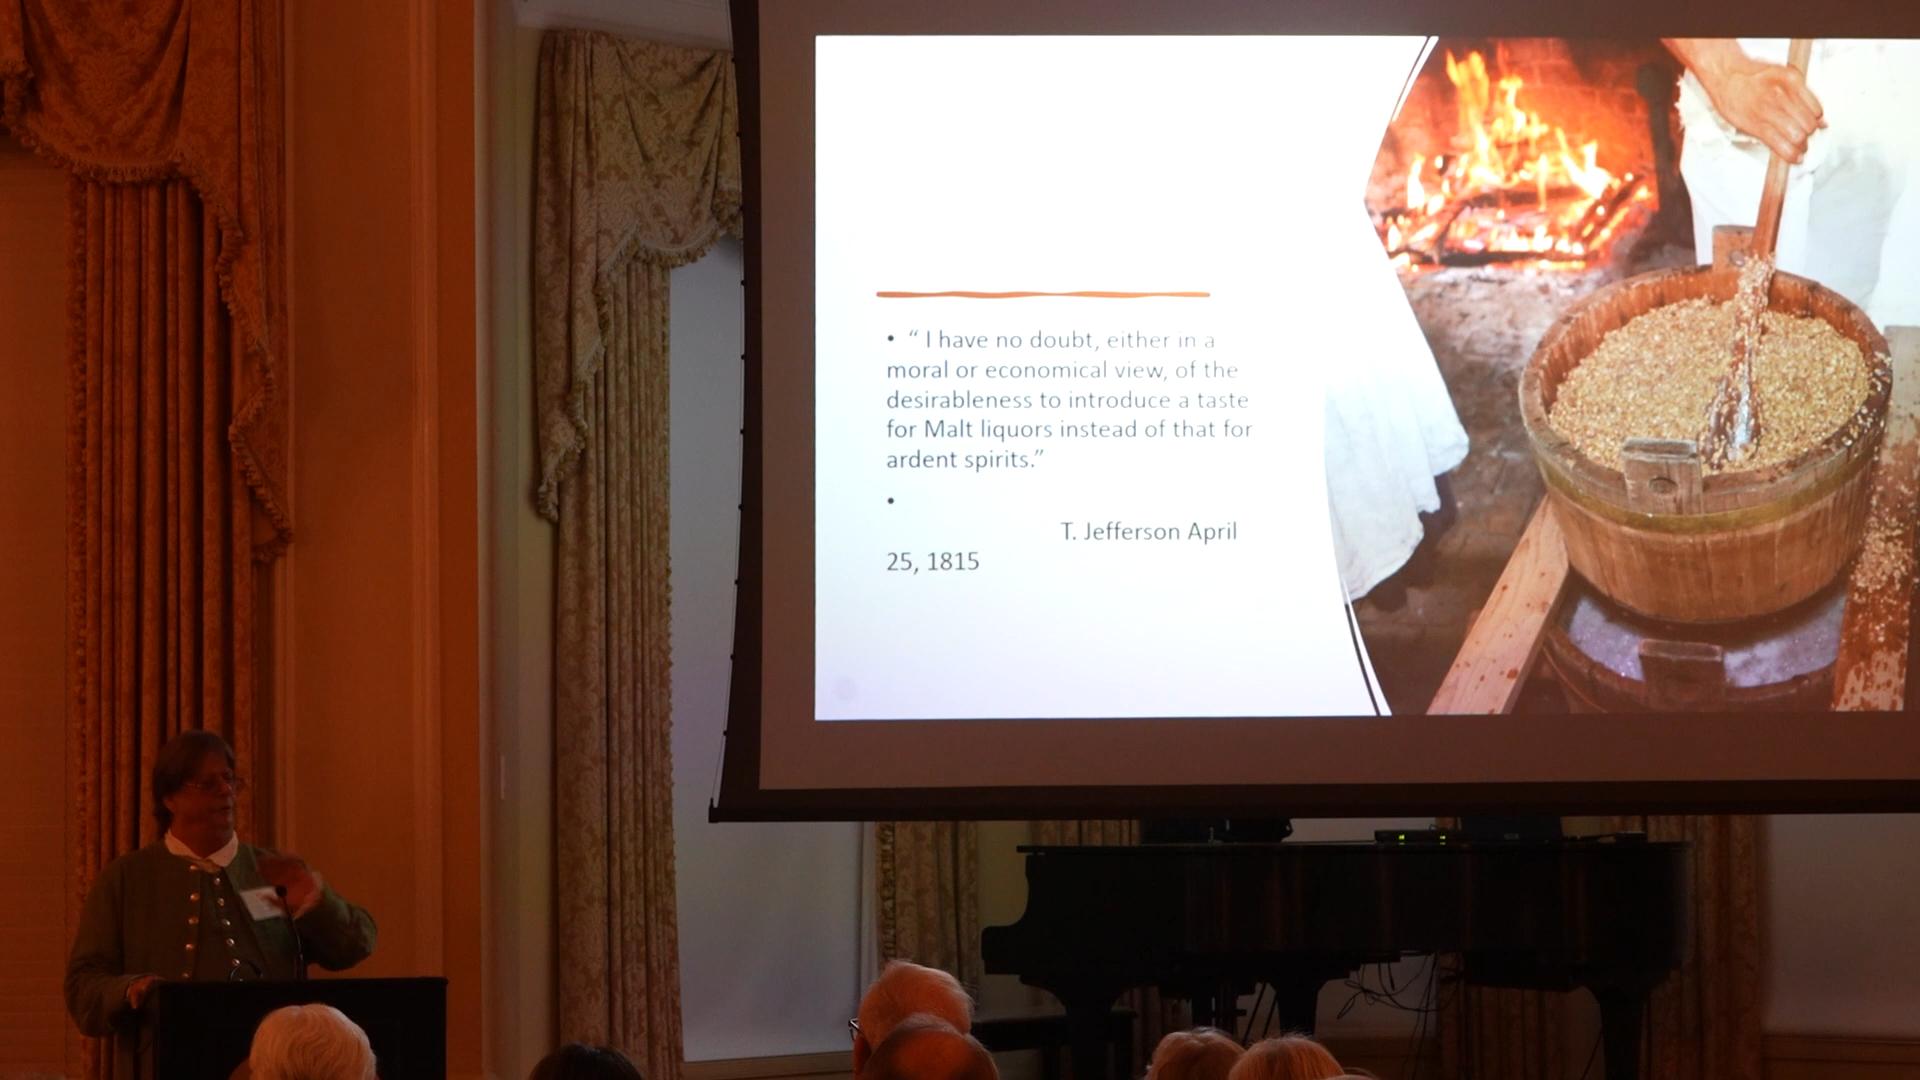 • “ I have no doubt, either in a
moral or economical view, of the
desirableness to introduce a taste
for Malt liquors instead of that for
ardent spirits.”
•
T. Jefferson April
25, 1815